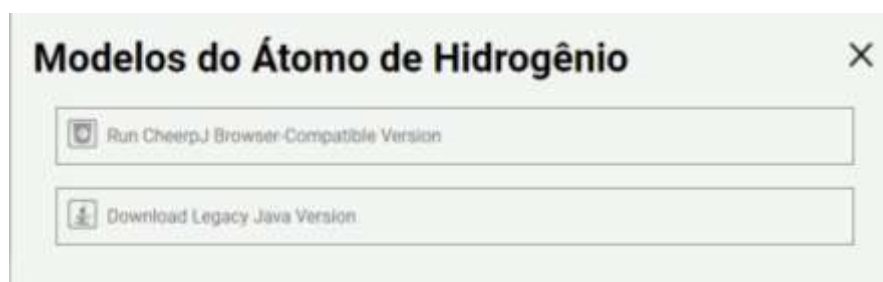 Modelos do Átomo de Hidrogênio
Run CheerpJ Browser-Compatible Version
Download Legacy Java Version